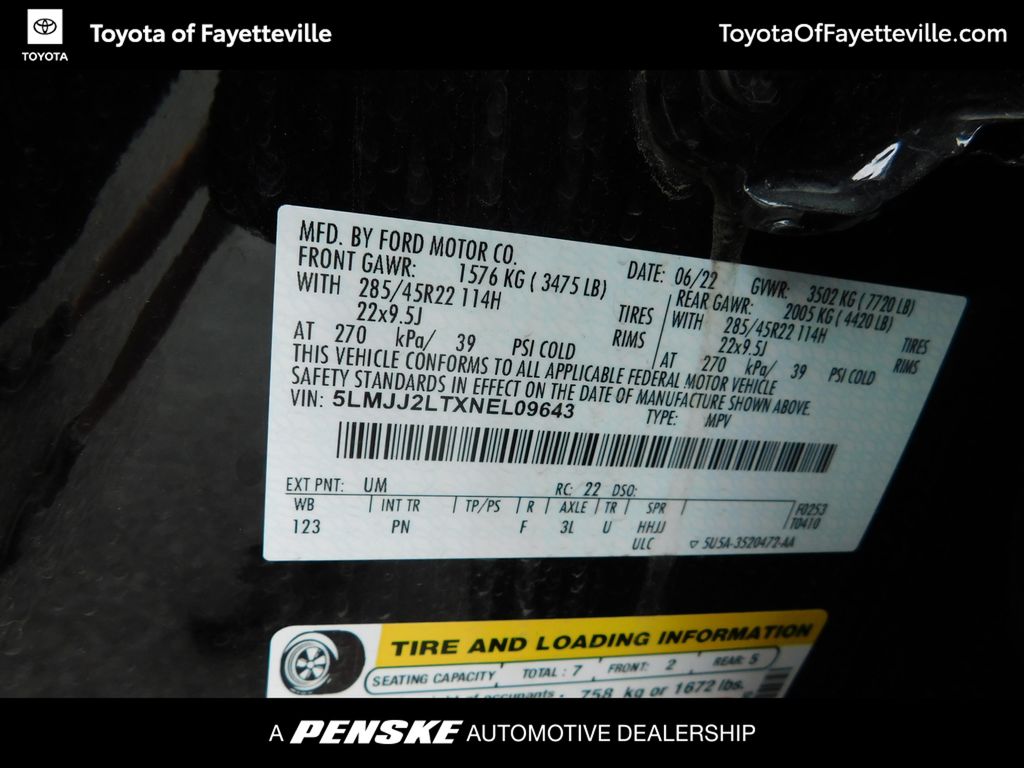 TOYOTA
Toyota of Fayetteville
ToyotaOfFayetteville.com
MFD. BY FORD MOTOR CO.
DATE: 06/22 GVWR: 3502 KG ( 7720 LB)
FRONT GAWR: 1576 KG ( 3475 LB)
WITH 285/45R22 114H TIRES
22x9.5J RIMS
AT 270 kPa/ 39 PSI COLD
REAR GAWR: 2005 KG ( 4420 LB)
WITH 285/45R22 114H TIRES
22x9.5J RIMS
AT 270 kPa/ 39 PSI COLD
THIS VEHICLE CONFORMS TO ALL APPLICABLE FEDERAL MOTOR VEHICLE
SAFETY STANDARDS IN EFFECT ON THE DATE OF MANUFACTURE SHOWN ABOVE.
VIN: 5LMJJ2LTXNEL09643 TYPE: MPV
EXT PNT: UM RC: 22 DSO:
WB INT TR TP/PS R AXLE TR SPR F0253
123 PN F 3L U HHJJ T0410
ULC 5U5A-3520472-AA
TIRE AND LOADING INFORMATION
SEATING CAPACITY TOTAL : 7 FRONT: 2 REAR: 5
of occupants 758 kg or 1672 lbs.
A PENSKE AUTOMOTIVE DEALERSHIP